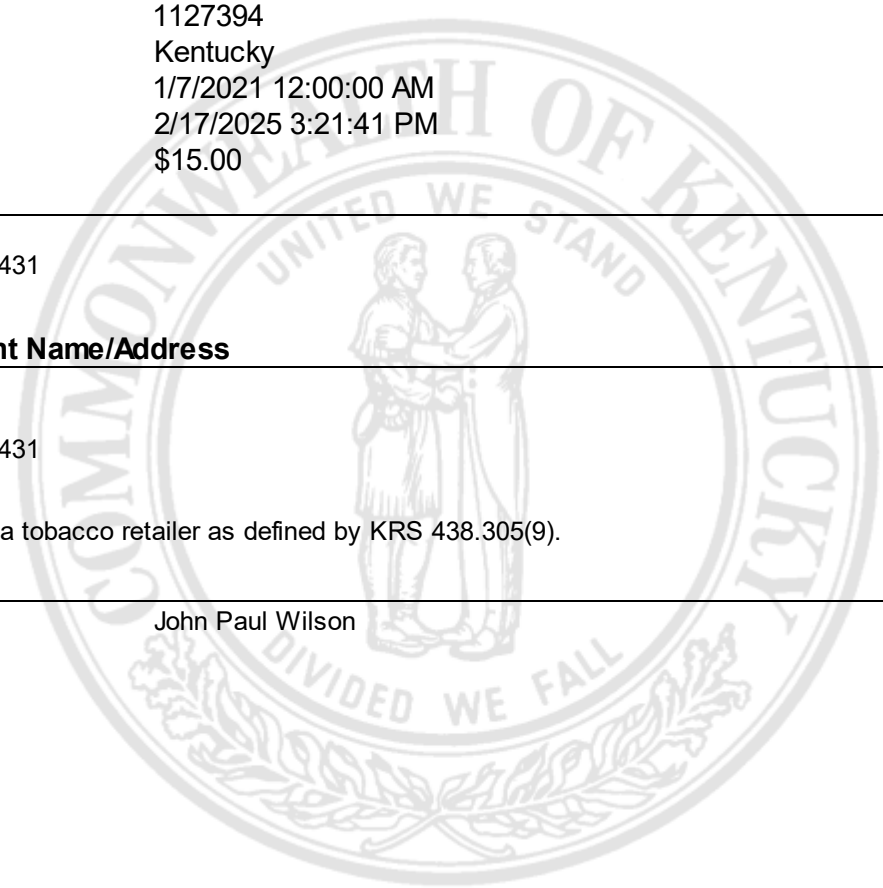 1127394
Kentucky
1/7/2021 12:00:00 AM
2/17/2025 3:21:41 PM
$15.00
431
nt Name/Address
431
a tobacco retailer as defined by KRS 438.305(9).
John Paul Wilson
COMMONWEALTH OF KENTUCKY
UNITED WE STAND
DIVIDED WE FALL